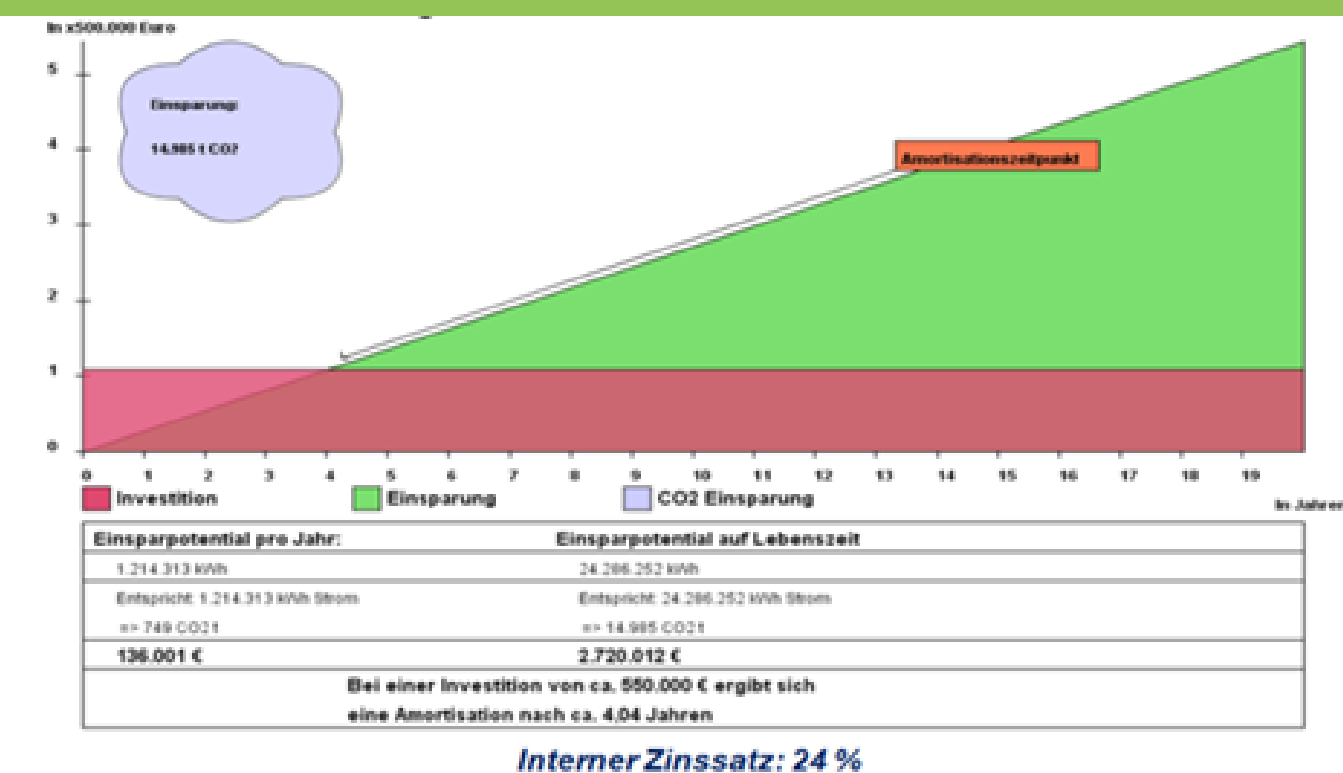 In x500.000 Euro
5
Einsparung:
14.985 t CO2
4
Amortisationszeitpunkt
3
2
1
0
0 1 2 3 4 5 6 7 8 9 10 11 12 13 14 15 16 17 18 19
Investition Einsparung CO2 Einsparung
In Jahren
Einsparpotential pro Jahr: Einsparpotential auf Lebenszeit
1.214.313 kWh 24.286.252 kWh
Entspricht: 1.214.313 kWh Strom Entspricht: 24.286.252 kWh Strom
=> 749 CO2t => 14.985 CO2t
136.001 € 2.720.012 €
Bei einer Investition von ca. 550.000 € ergibt sich
eine Amortisation nach ca. 4,04 Jahren
Interner Zinssatz: 24 %